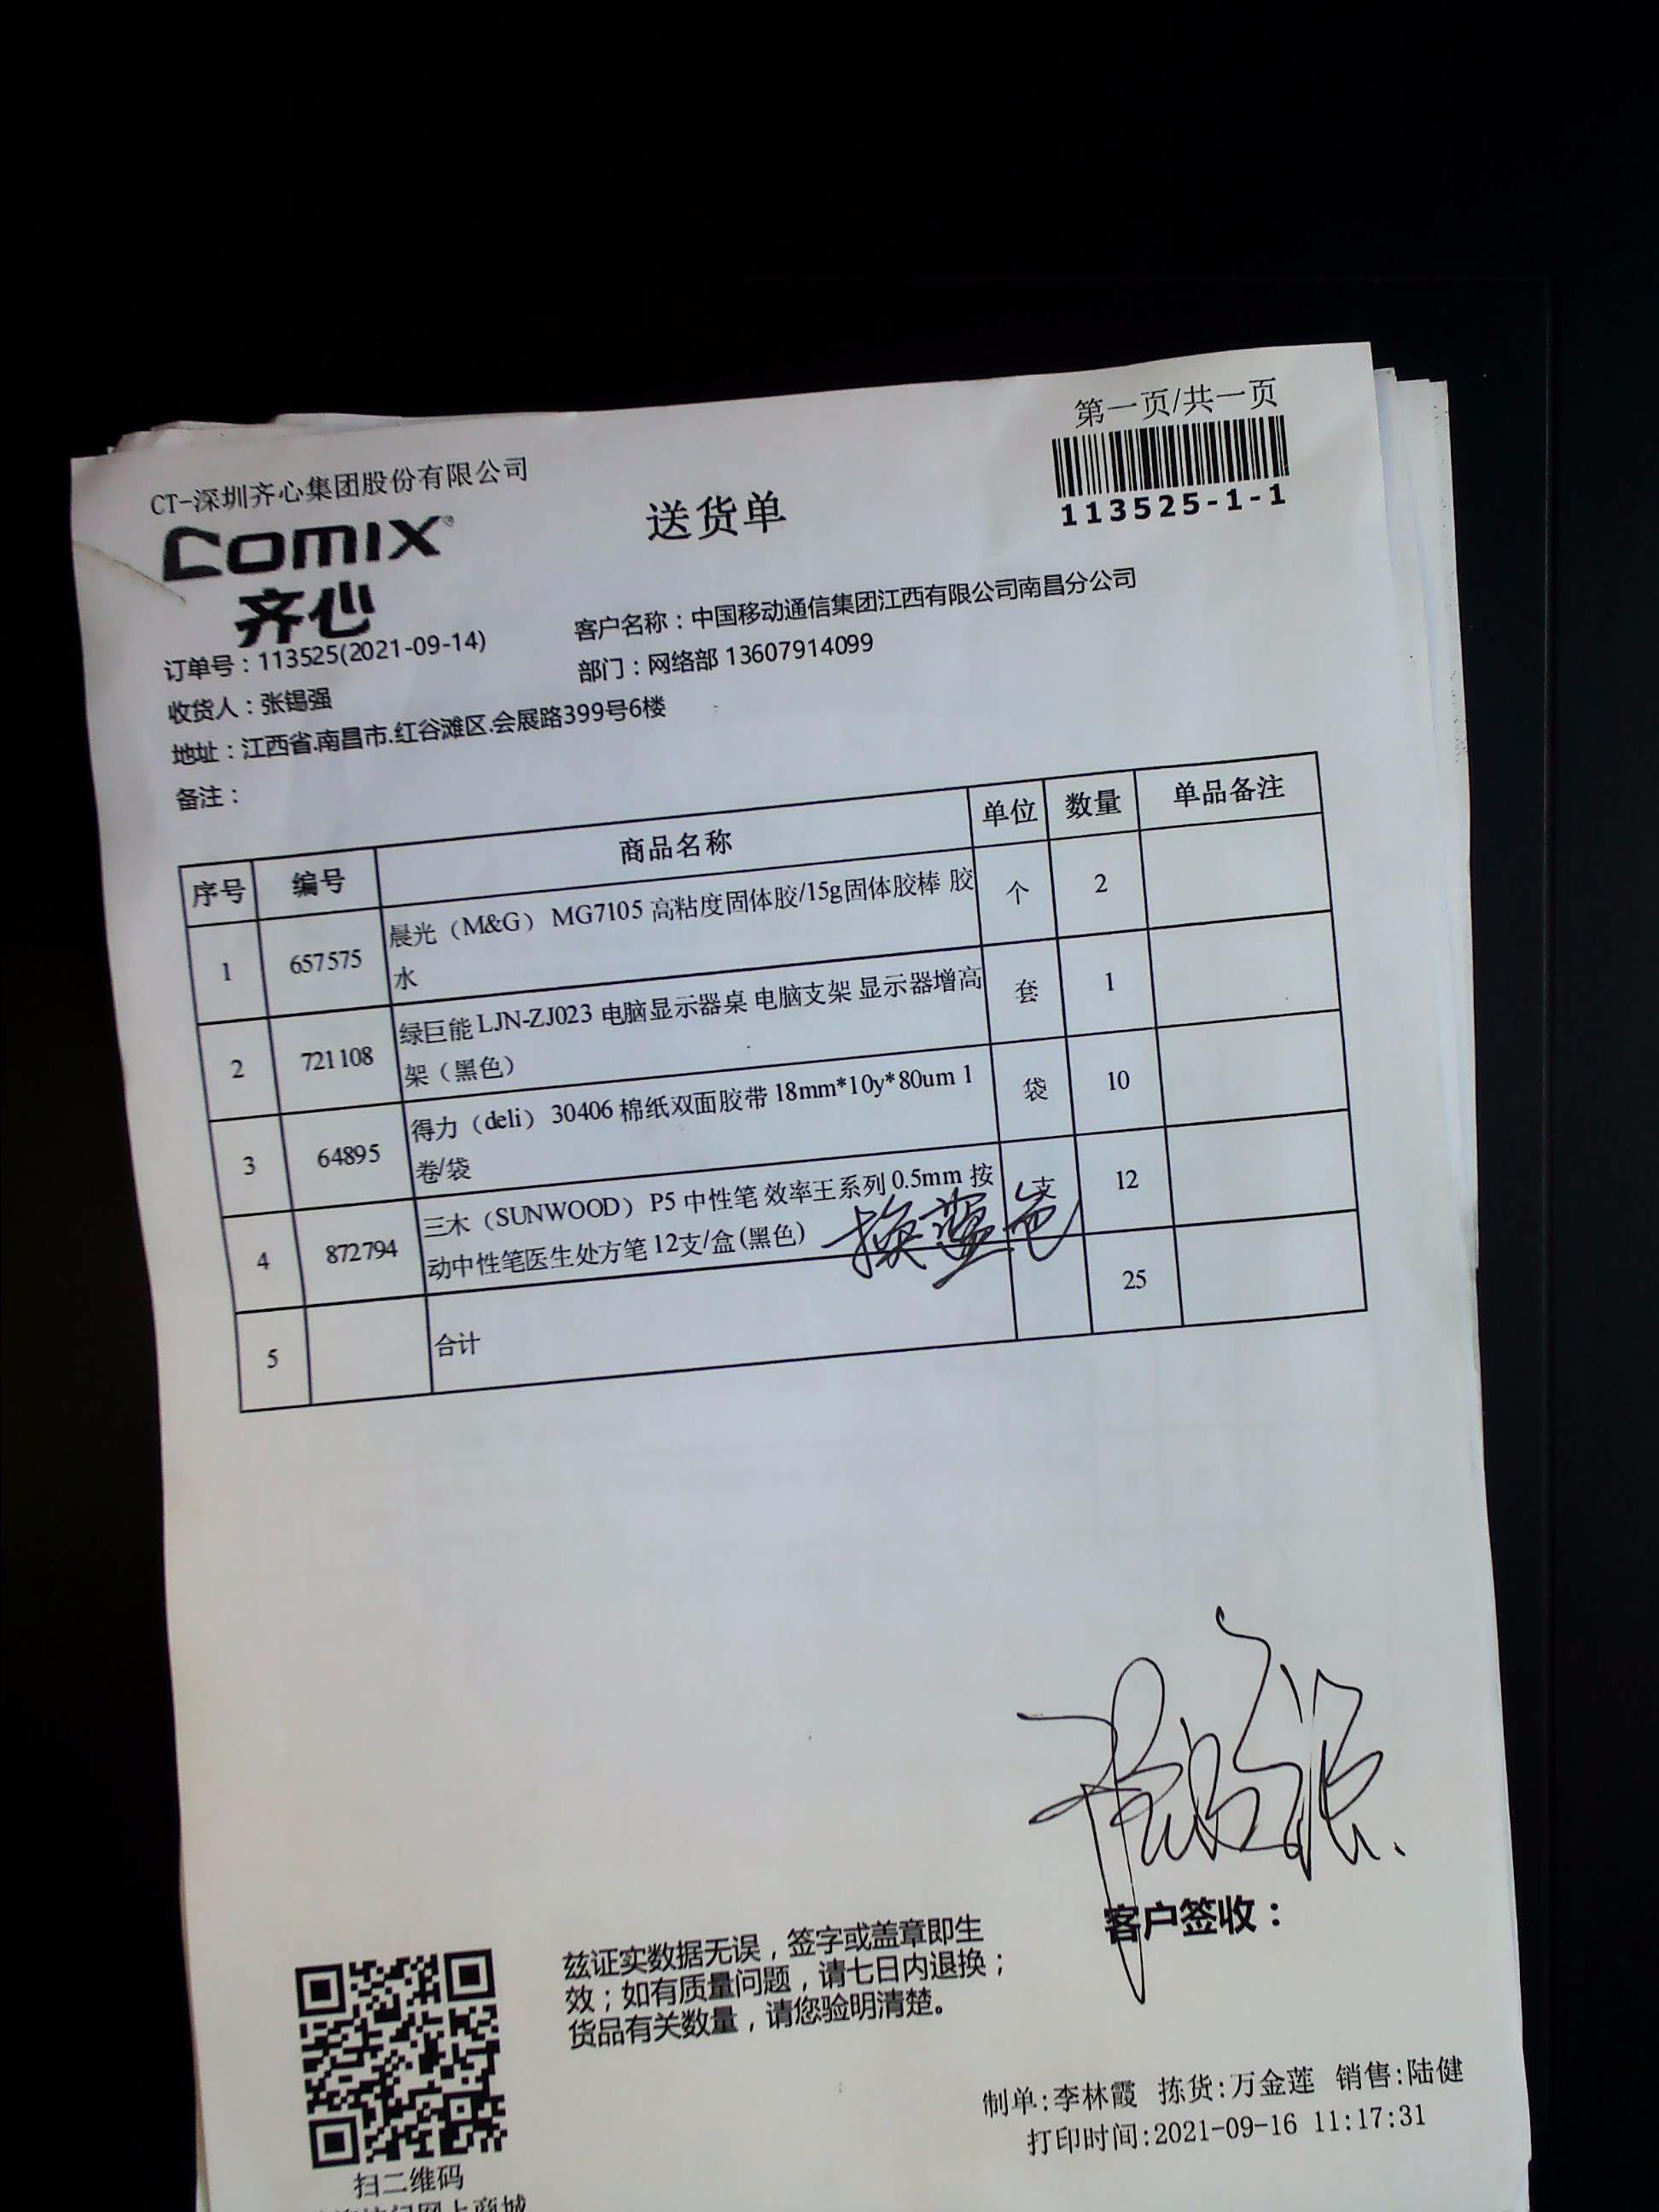 第一页/共一页
CT-深圳齐心集团股份有限公司
COMIX®
齐心
送货单
113525-1-1
订单号：113525(2021-09-14)
客户名称：中国移动通信集团江西有限公司南昌分公司
收货人：张锡强
部门：网络部 13607914099
地址：江西省.南昌市.红谷滩区.会展路399号6楼
备注：
序号 编号 商品名称 单位 数量 单品备注
1 657575 晨光（M&G） MG7105 高粘度固体胶/15g固体胶棒 胶 个 2
水
2 721108 绿巨能 LJN-ZJ023 电脑显示器桌 电脑支架 显示器增高 套 1
架（黑色）
3 64895 得力（deli） 30406 棉纸双面胶带 18mm*10y*80um 1 袋 10
卷/袋
4 872794 三木（SUNWOOD） P5 中性笔 效率王系列 0.5mm 按 支 12
动中性笔医生处方笔 12支/盒(黑色) 换蓝色
5 合计 25
客户签收：
兹证实数据无误，签字或盖章即生
效；如有质量问题，请七日内退换；
货品有关数量，请您验明清楚。
制单:李林霞 拣货:万金莲 销售:陆健
打印时间:2021-09-16 11:17:31
扫二维码
网上商城